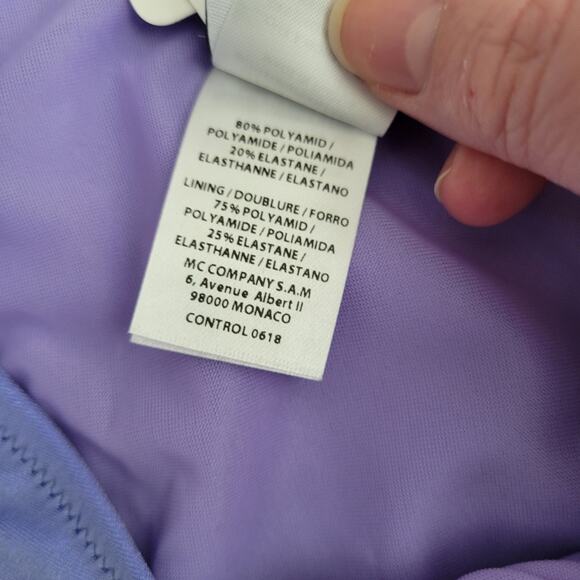 80% POLYAMID /
POLYAMIDE / POLIAMIDA
20% ELASTANE /
ELASTHANNE / ELASTANO
LINING / DOUBLURE / FORRO
75% POLYAMID /
POLYAMIDE / POLIAMIDA
25% ELASTANE /
ELASTHANNE / ELASTANO
MC COMPANY S.A.M
6, Avenue Albert II
98000 MONACO
CONTROL 0618